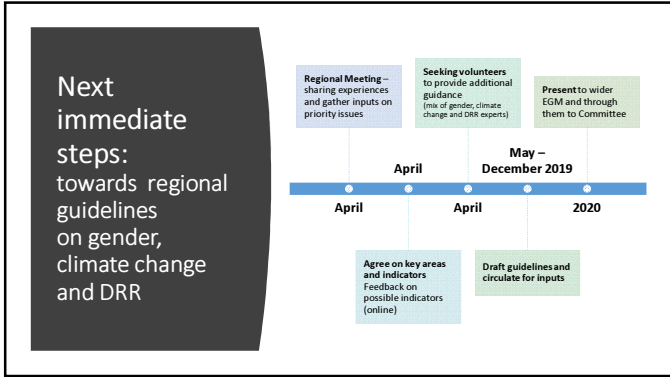 Next
immediate
steps:
towards regional
guidelines
on gender,
climate change
and DRR
Regional Meeting –
sharing experiences
and gather inputs on
priority issues
Seeking volunteers
to provide additional
guidance
(mix of gender, climate
change and DRR experts)
Present to wider
EGM and through
them to Committee
April
May –
December 2019
April
April
2020
Agree on key areas
and indicators
Feedback on
possible indicators
(online)
Draft guidelines and
circulate for inputs